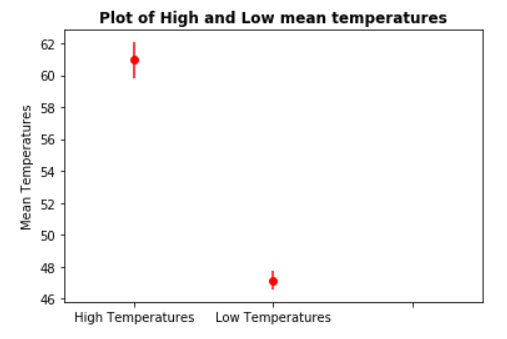 Plot of High and Low mean temperatures
Mean Temperatures
62
60
58
56
54
52
50
48
46
High Temperatures
Low Temperatures